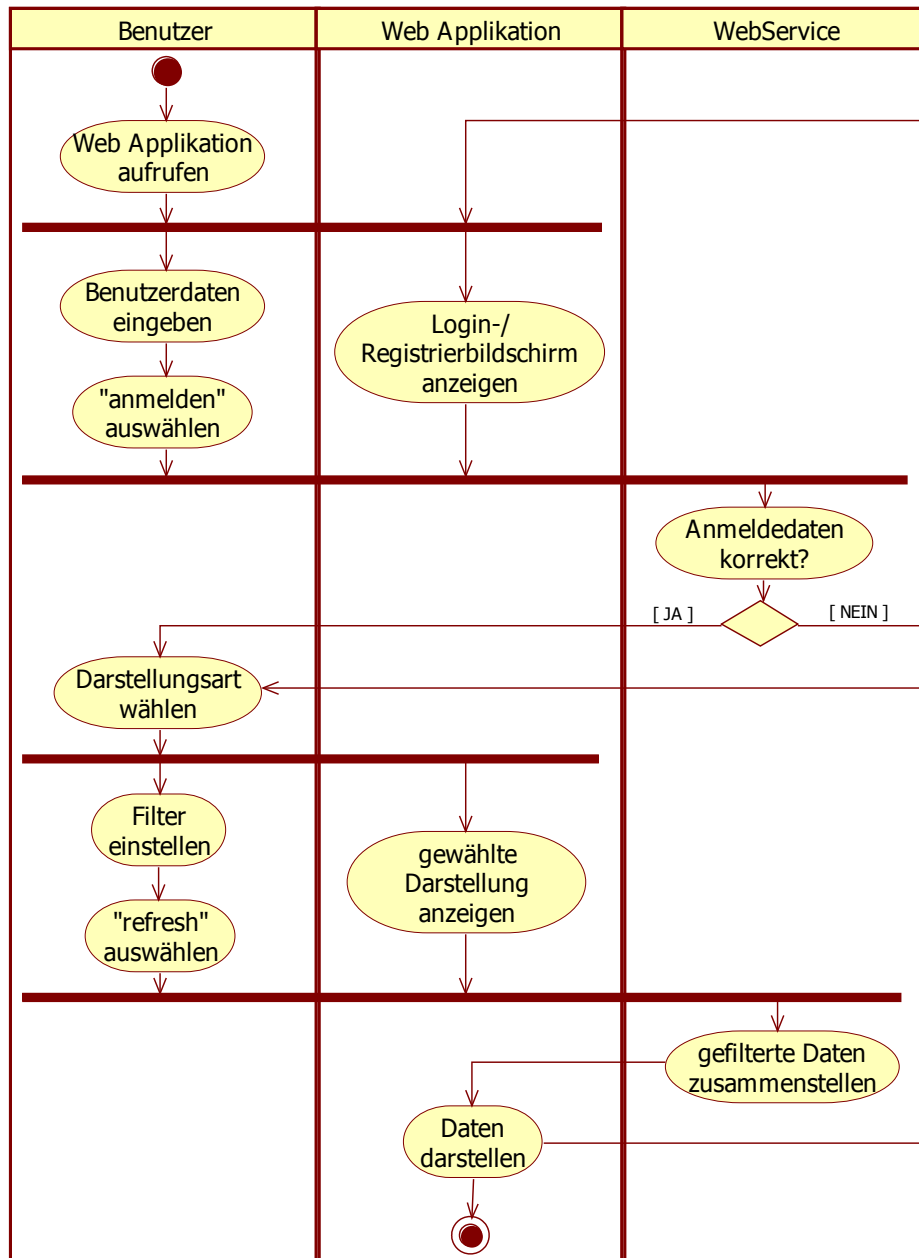 Benutzer
Web Applikation
WebService
Web Applikation
aufrufen
Benutzerdaten
eingeben
Login-/
Registrierbildschirm
anzeigen
"anmelden"
auswählen
Anmeldedaten
korrekt?
[ JA ]
[ NEIN ]
Darstellungsart
wählen
Filter
einstellen
gewählte
Darstellung
anzeigen
"refresh"
auswählen
gefilterte Daten
zusammenstellen
Daten
darstellen